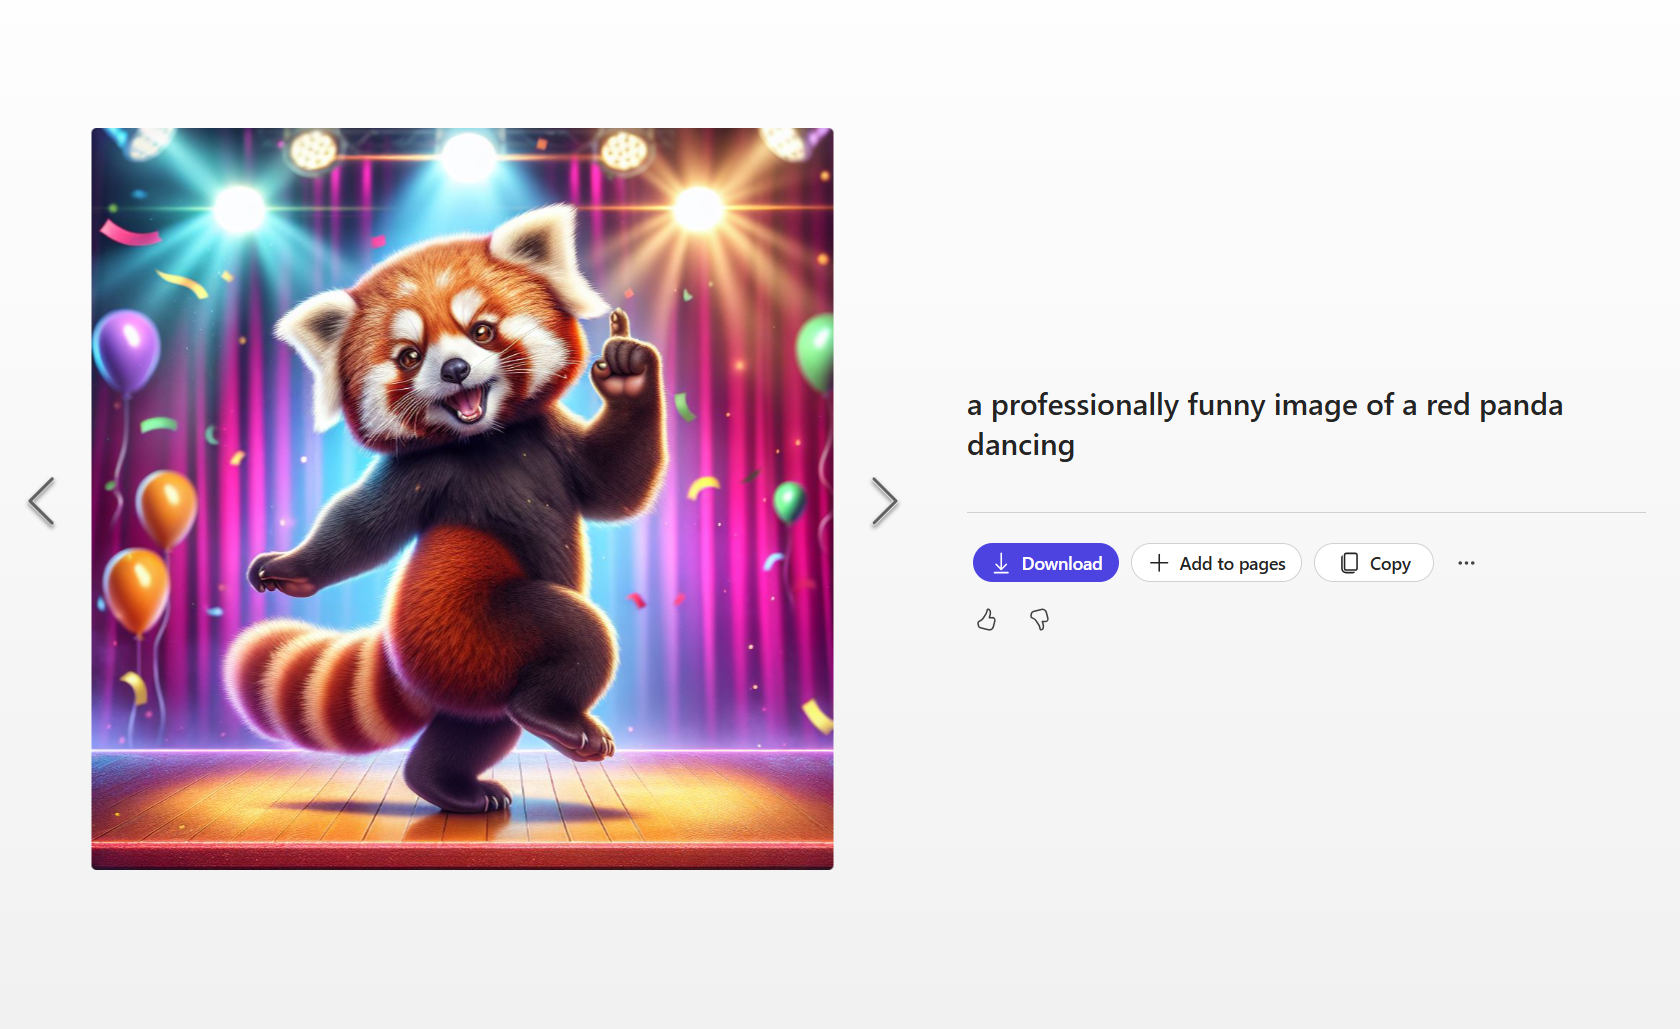 a professionally funny image of a red panda
dancing
Download
Add to pages
Copy